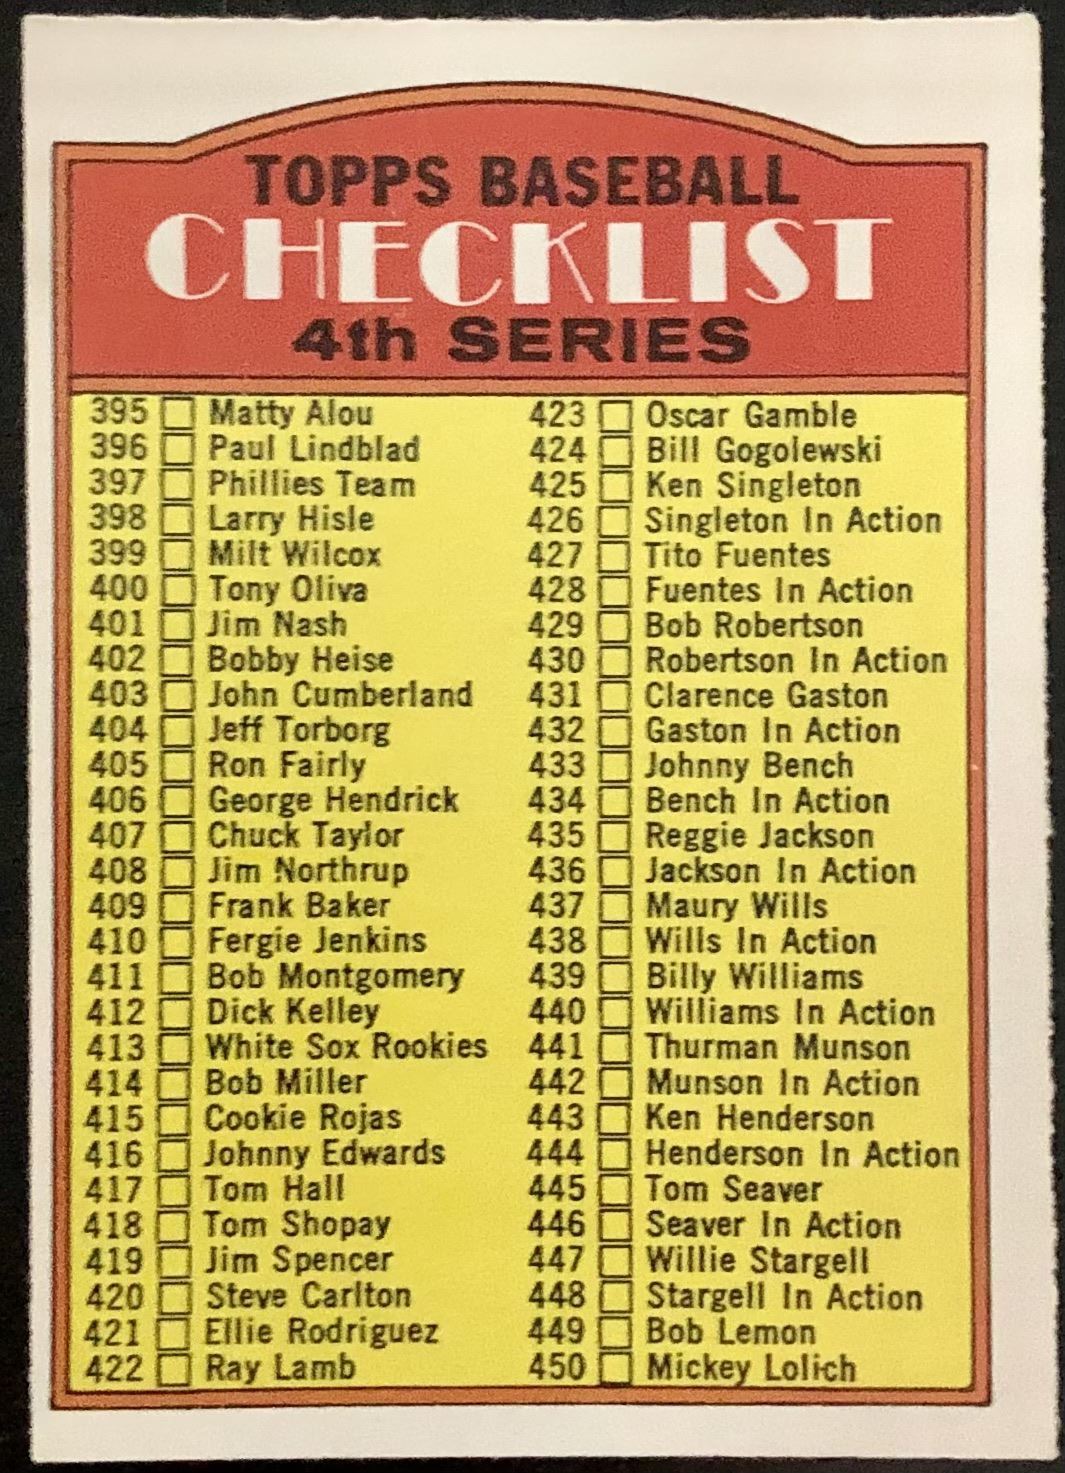 TOPPS BASEBALL
CHECKLIST
4th SERIES
395 Matty Alou
396 Paul Lindblad
397 Phillies Team
398 Larry Hisle
399 Milt Wilcox
400 Tony Oliva
401 Jim Nash
402 Bobby Heise
403 John Cumberland
404 Jeff Torborg
405 Ron Fairly
406 George Hendrick
407 Chuck Taylor
408 Jim Northrup
409 Frank Baker
410 Fergie Jenkins
411 Bob Montgomery
412 Dick Kelley
413 White Sox Rookies
414 Bob Miller
415 Cookie Rojas
416 Johnny Edwards
417 Tom Hall
418 Tom Shopay
419 Jim Spencer
420 Steve Carlton
421 Ellie Rodriguez
422 Ray Lamb
423 Oscar Gamble
424 Bill Gogolewski
425 Ken Singleton
426 Singleton In Action
427 Tito Fuentes
428 Fuentes In Action
429 Bob Robertson
430 Robertson In Action
431 Clarence Gaston
432 Gaston In Action
433 Johnny Bench
434 Bench In Action
435 Reggie Jackson
436 Jackson In Action
437 Maury Wills
438 Wills In Action
439 Billy Williams
440 Williams In Action
441 Thurman Munson
442 Munson In Action
443 Ken Henderson
444 Henderson In Action
445 Tom Seaver
446 Seaver In Action
447 Willie Stargell
448 Stargell In Action
449 Bob Lemon
450 Mickey Lolich